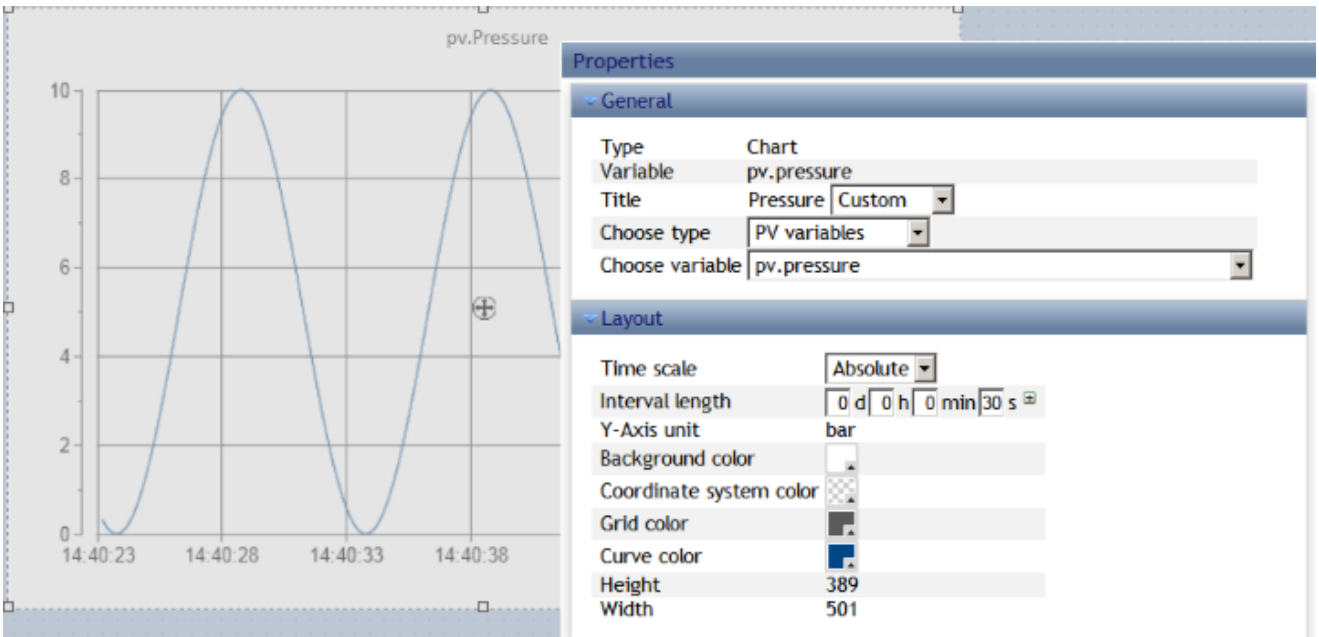 pv.Pressure
10
8
6
4
2
0
14:40:23 14:40:28 14:40:33 14:40:38
Properties
General
Type Chart
Variable pv.pressure
Title Pressure Custom
Choose type PV variables
Choose variable pv.pressure
Layout
Time scale Absolute
Interval length 0 d 0 h 0 min 30 s
Y-Axis unit bar
Background color
Coordinate system color
Grid color
Curve color
Height 389
Width 501